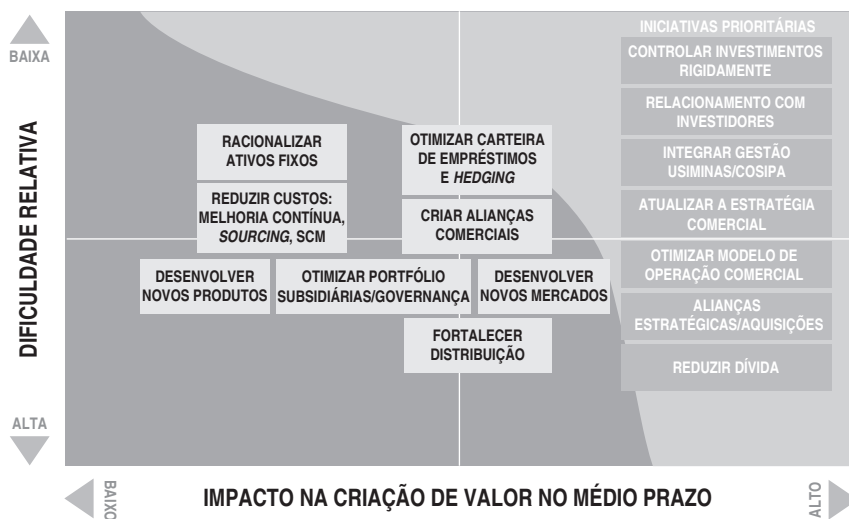 BAIXA
DIFICULDADE RELATIVA
ALTA
RACIONALIZAR
ATIVOS FIXOS
REDUZIR CUSTOS:
MELHORIA CONTÍNUA,
SOURCING, SCM
OTIMIZAR CARTEIRA
DE EMPRÉSTIMOS
E HEDGING
CRIAR ALIANÇAS
COMERCIAIS
DESENVOLVER
NOVOS PRODUTOS
OTIMIZAR PORTFÓLIO
SUBSIDIÁRIAS/GOVERNANÇA
DESENVOLVER
NOVOS MERCADOS
FORTALECER
DISTRIBUIÇÃO
INICIATIVAS PRIORITÁRIAS
CONTROLAR INVESTIMENTOS
RIGIDAMENTE
RELACIONAMENTO COM
INVESTIDORES
INTEGRAR GESTÃO
USIMINAS/COSIPA
ATUALIZAR A ESTRATÉGIA
COMERCIAL
OTIMIZAR MODELO DE
OPERAÇÃO COMERCIAL
ALIANÇAS
ESTRATÉGICAS/AQUISIÇÕES
REDUZIR DÍVIDA
BAIXO
IMPACTO NA CRIAÇÃO DE VALOR NO MÉDIO PRAZO
ALTO